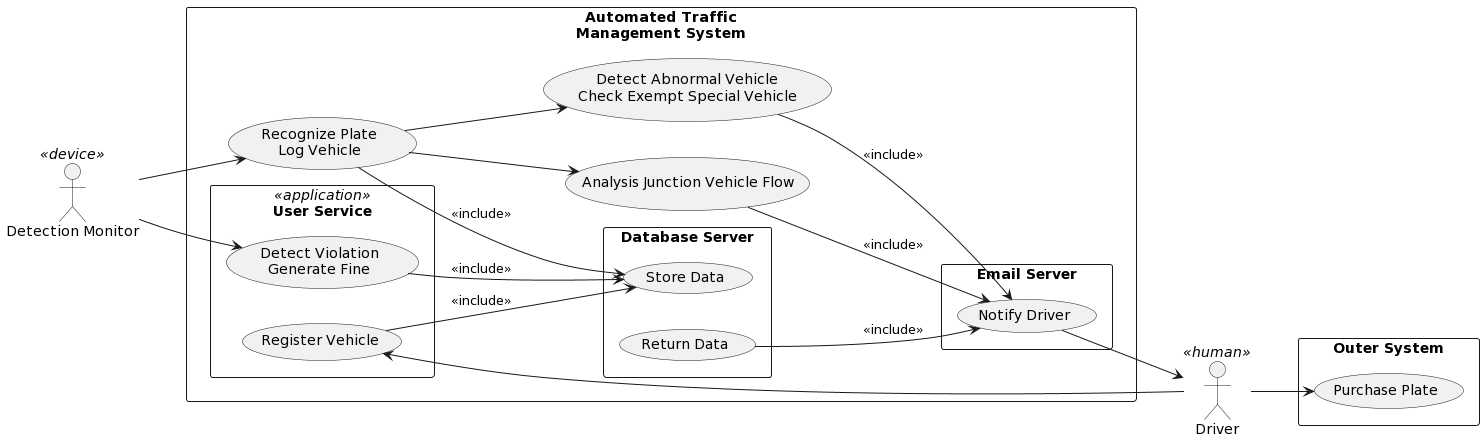 Automated Traffic
Management System
Detect Abnormal Vehicle
Check Exempt Special Vehicle
Recognize Plate
Log Vehicle
«device»
Detection Monitor
«include»
Analysis Junction Vehicle Flow
«application»
User Service
«include»
Detect Violation
Generate Fine
«include»
Register Vehicle
«include»
Database Server
Store Data
Return Data
«include»
«include»
Email Server
Notify Driver
«human»
Driver
Outer System
Purchase Plate